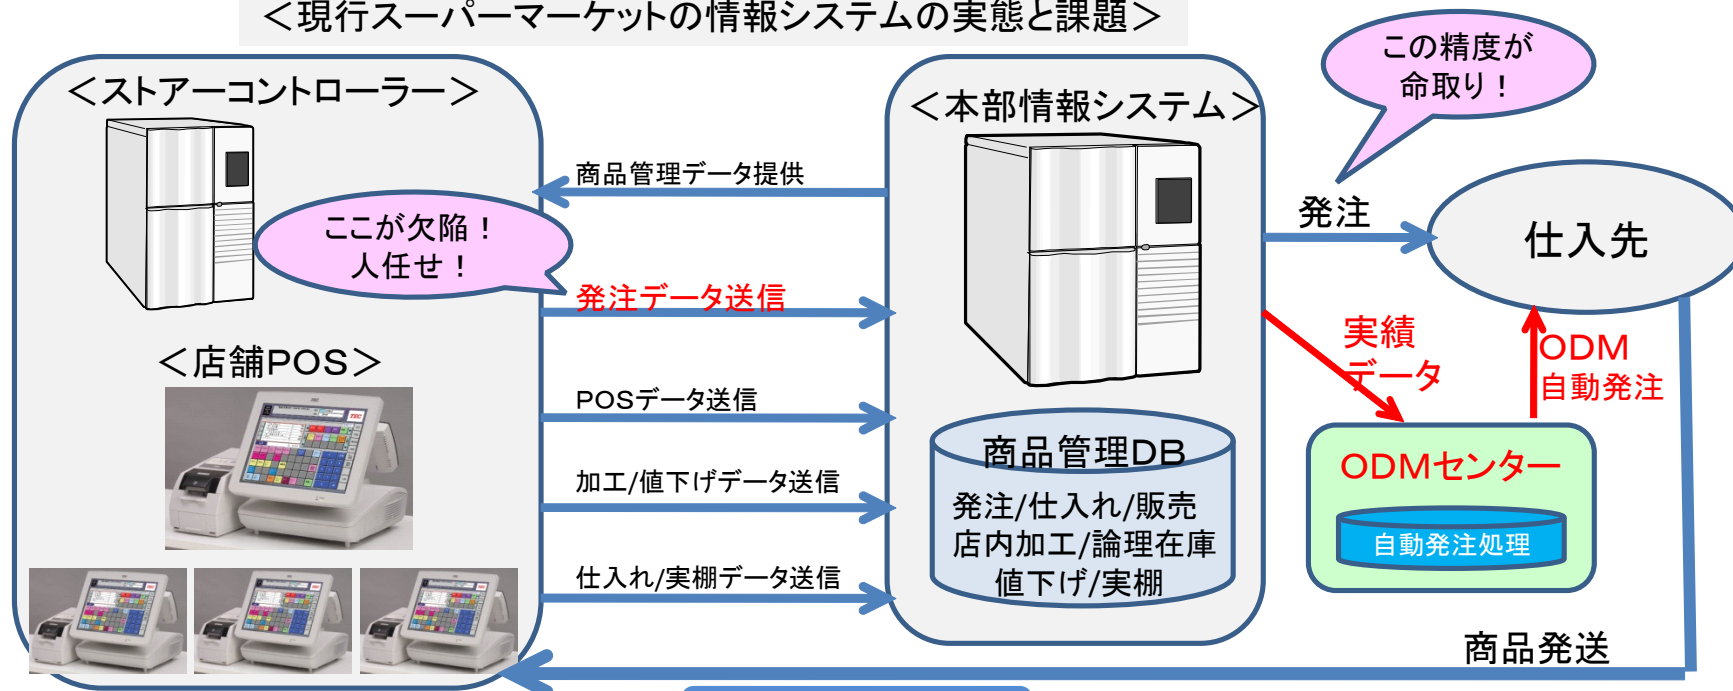 ＜現行スーパーマーケットの情報システムの実態と課題＞
この精度が
命取り！
＜ストアーコントローラー＞
＜本部情報システム＞
商品管理データ提供
発注
仕入先
ここが欠陥！
人任せ！
発注データ送信
実績
データ
ODM
自動発注
＜店舗POS＞
POSデータ送信
商品管理DB
ODMセンター
加工/値下げデータ送信
発注/仕入れ/販売
店内加工/論理在庫
値下げ/実棚
自動発注処理
仕入れ/実棚データ送信
商品発送
TEC